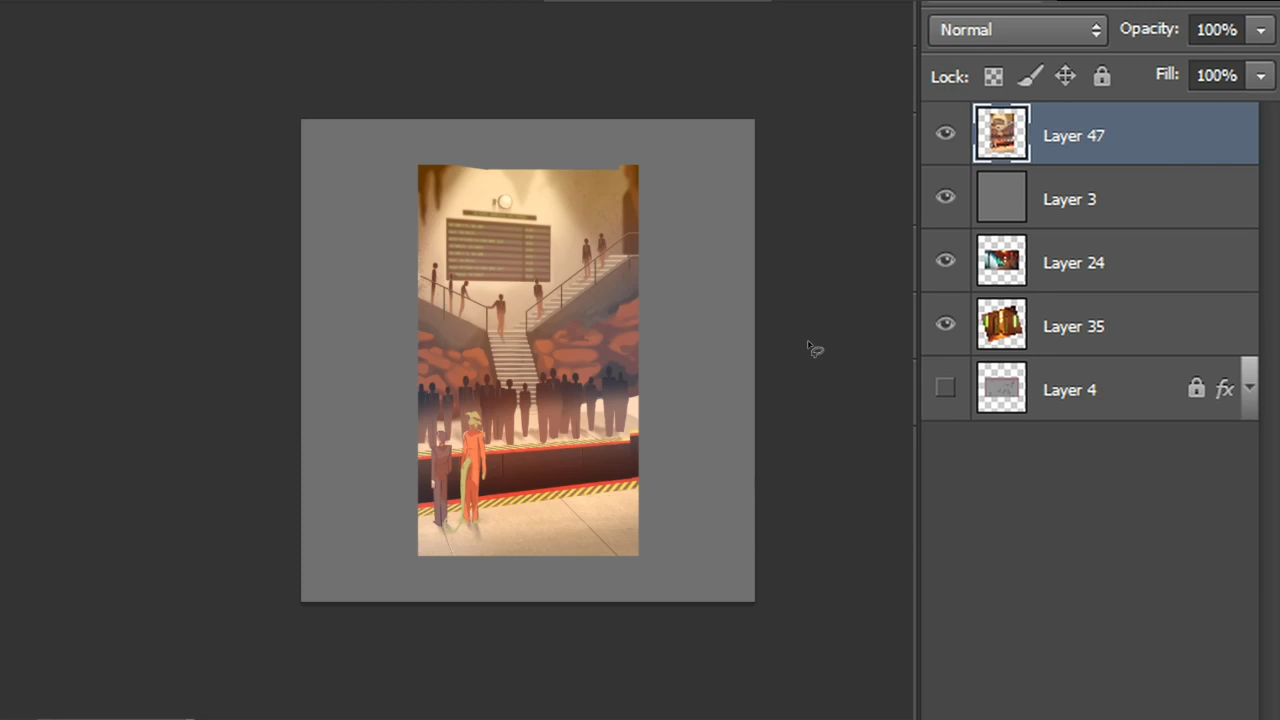 Normal
Opacity: 100%
Lock:
Fill: 100%
Layer 47
Layer 3
Layer 24
Layer 35
Layer 4 fx